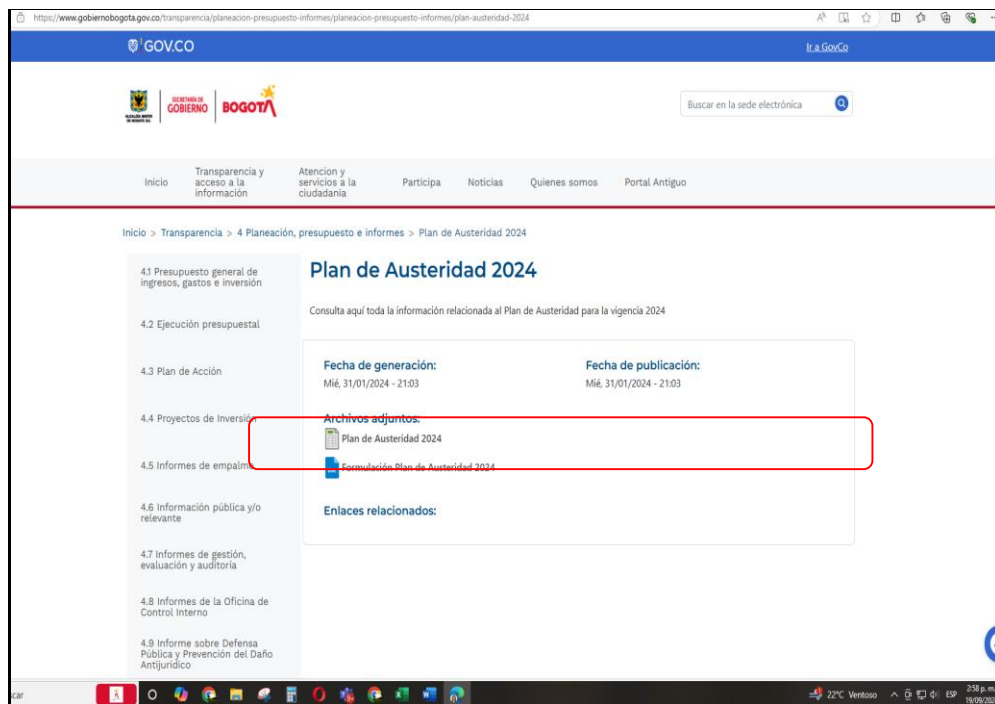 https://www.gobiernobogota.gov.co/transparencia/planeacion-presupuesto-informes/planeacion-presupuesto-informes/plan-austeridad-2024
GOV.CO
Ir a GovCo
SECRETARÍA DE
GOBIERNO
BOGOTÁ
Buscar en la sede electrónica
Inicio
Transparencia y
acceso a la
información
Atencion y
servicios a la
ciudadania
Participa
Noticias
Quienes somos
Portal Antiguo
Inicio > Transparencia > 4 Planeación, presupuesto e informes > Plan de Austeridad 2024
4.1 Presupuesto general de
ingresos, gastos e inversión
4.2 Ejecución presupuestal
4.3 Plan de Acción
4.4 Proyectos de Inversión
4.5 Informes de empalme
4.6 Información pública y/o
relevante
4.7 Informes de gestión,
evaluación y auditoría
4.8 Informes de la Oficina de
Control Interno
4.9 Informe sobre Defensa
Pública y Prevención del Daño
Antijurídico
Plan de Austeridad 2024
Consulta aquí toda la información relacionada al Plan de Austeridad para la vigencia 2024
Fecha de generación:
Mié, 31/01/2024 - 21:03
Fecha de publicación:
Mié, 31/01/2024 - 21:03
Archivos adjuntos:
Plan de Austeridad 2024
Formulación Plan de Austeridad 2024
Enlaces relacionados:
car
22°C Ventoso
ESP
2:58 p. m.
19/09/202